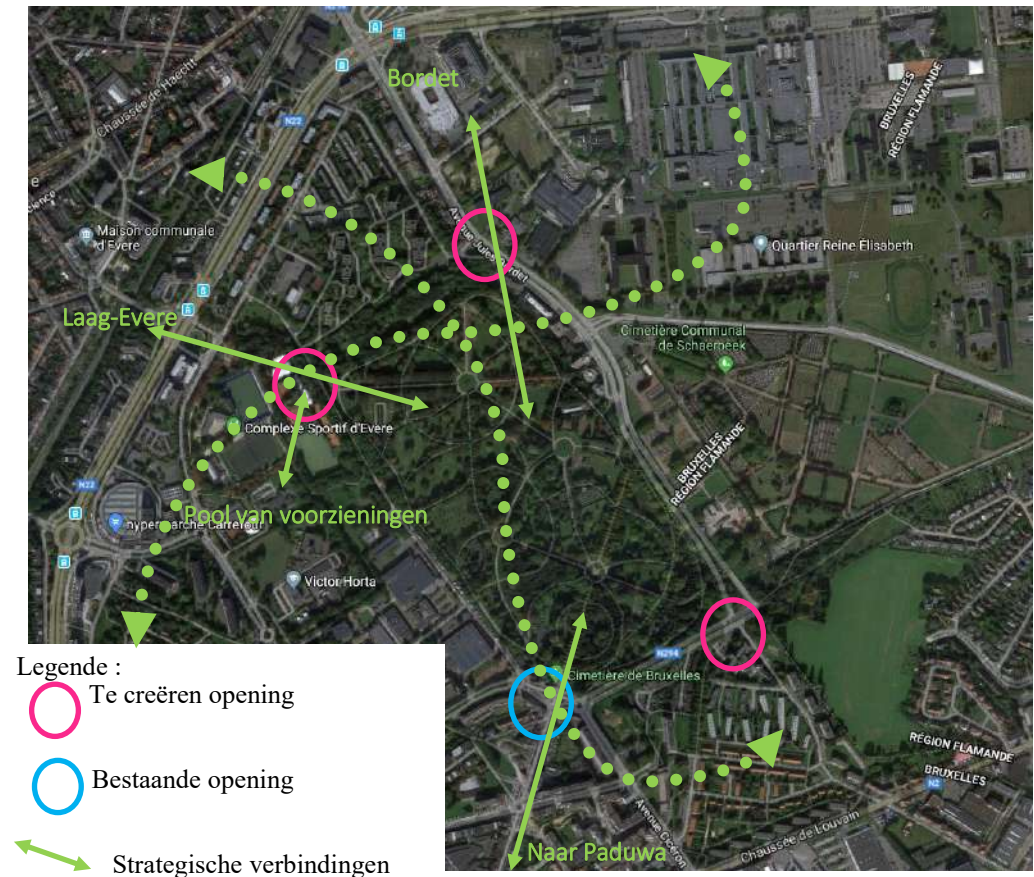 Bordet
Chaussée de Haecht
N22
BRUXELLES
RÉGION FLAMANDE
Maison communale
d'Evere
Avenue Jules Bordet
Quartier Reine Élisabeth
Laag-Evere
Cimetière Communal
de Schaerbeek
Complexe Sportif d'Evere
BRUXELLES
RÉGION FLAMANDE
N22
Pool van voorzieningen
hypermarché Carrefour
Victor Horta
N294
Cimetière de Bruxelles
RÉGION FLAMANDE
BRUXELLES
N2
Avenue Cicéron
Chaussée de Louvain
Naar Paduwa
Legende :
Te creëren opening
Bestaande opening
Strategische verbindingen